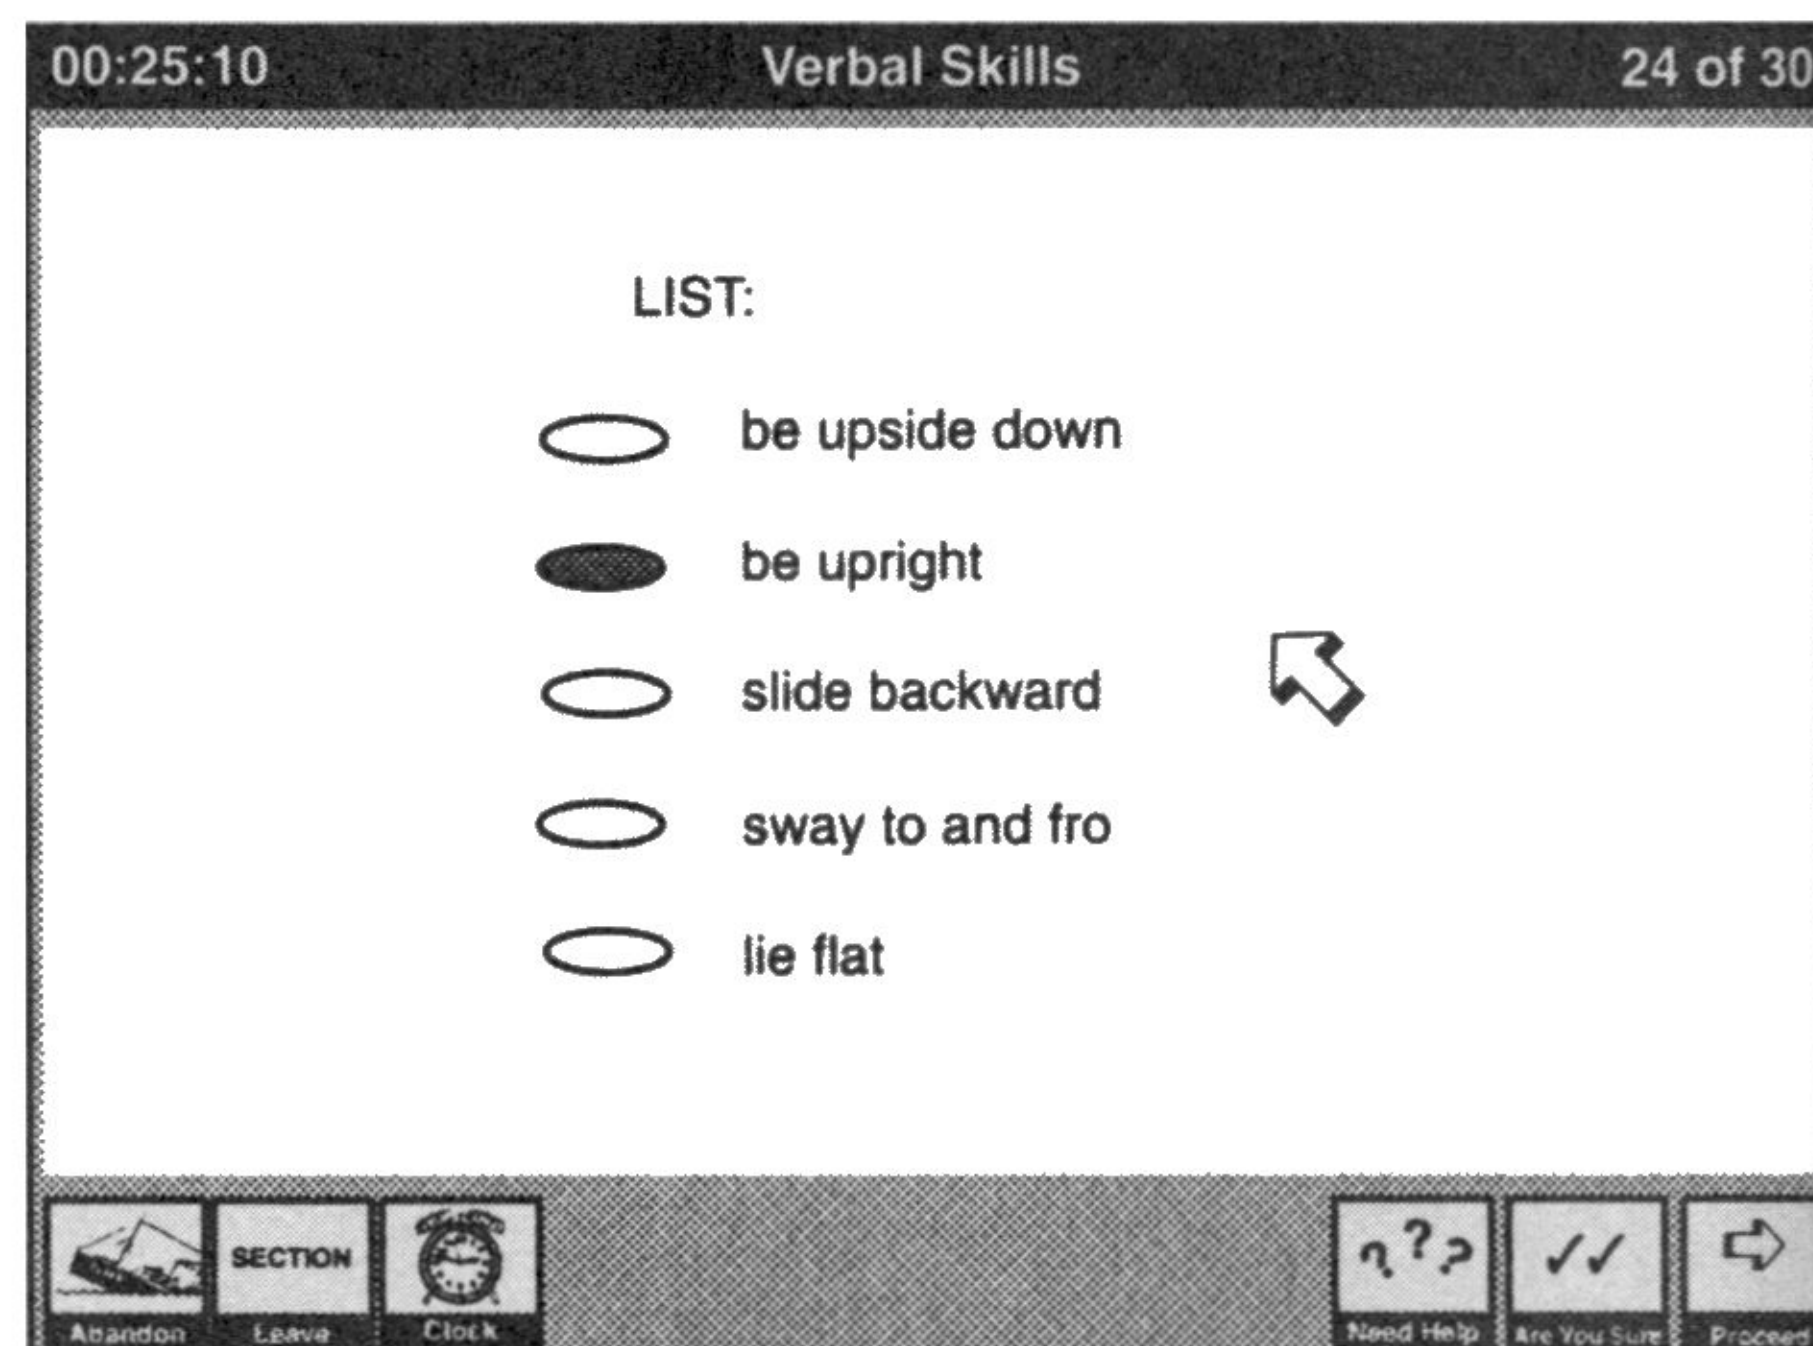 00:25:10 Verbal Skills 24 of 30
LIST:
be upside down
be upright
slide backward
sway to and fro
lie flat
SECTION
Abandon Leave Clock Need Help Are You Sure Proceed